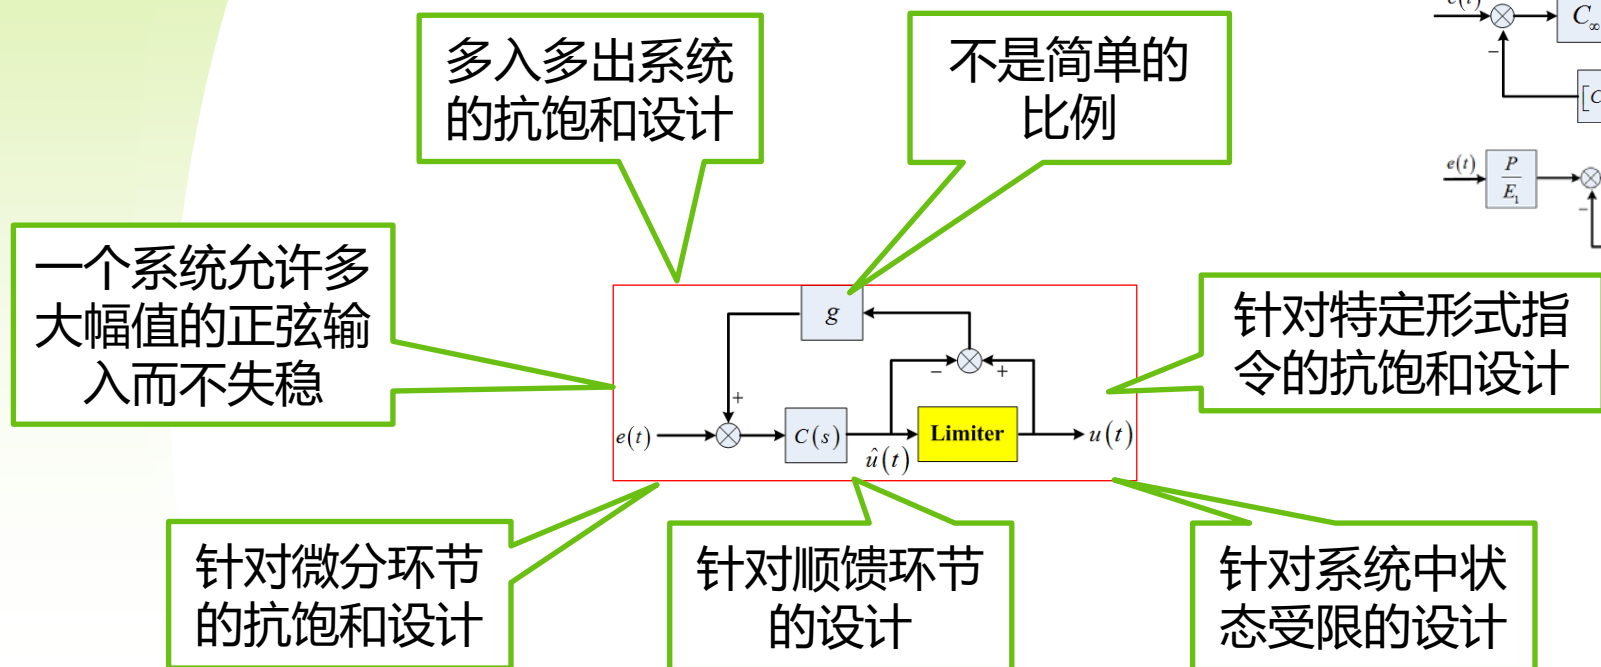 多入多出系统
的抗饱和设计
不是简单的
比例
e(t)
C∞
−
e(t)
P
E₁
−
一个系统允许多
大幅值的正弦输
入而不失稳
针对特定形式指
令的抗饱和设计
g
−
+
+
e(t)
C(s)
û(t)
Limiter
u(t)
针对微分环节
的抗饱和设计
针对顺馈环节
的设计
针对系统中状
态受限的设计